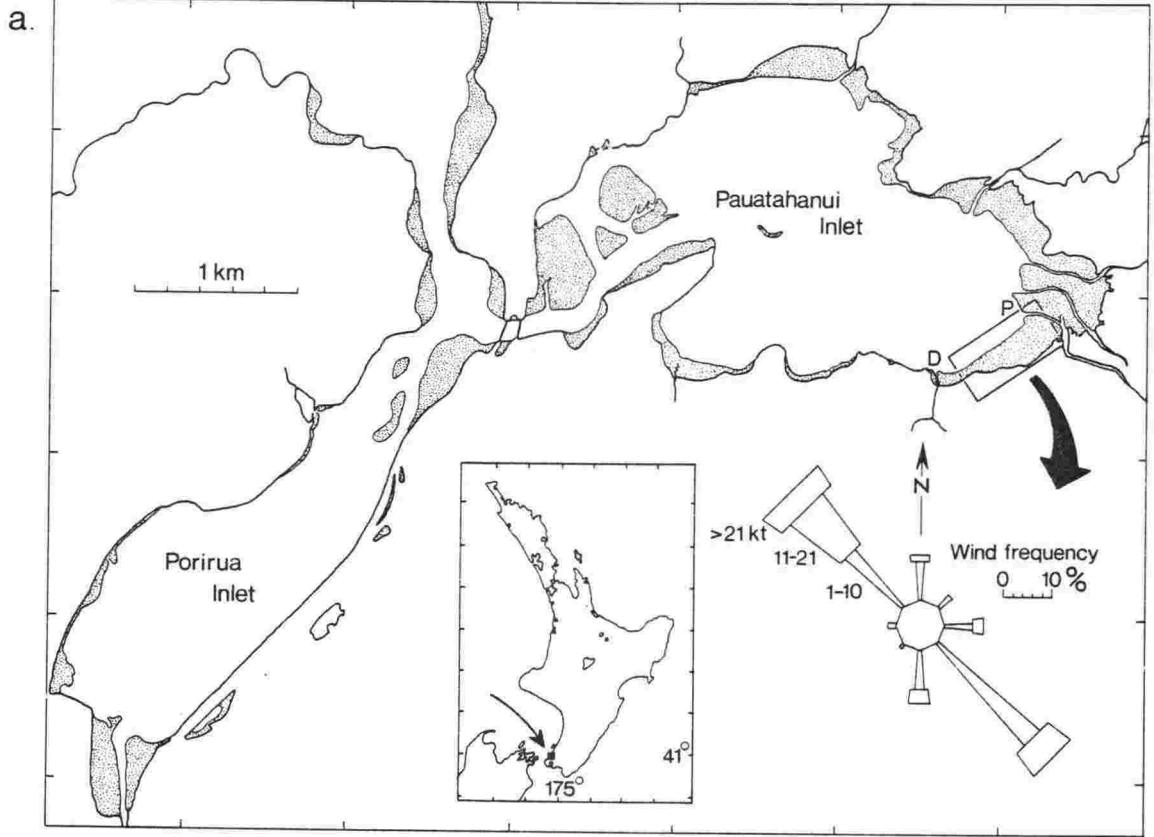 a.
Pauatahanui
Inlet
1 km
P
D
N
>21 kt
11-21
1-10
Wind frequency
0 10%
Porirua
Inlet
41°
175°